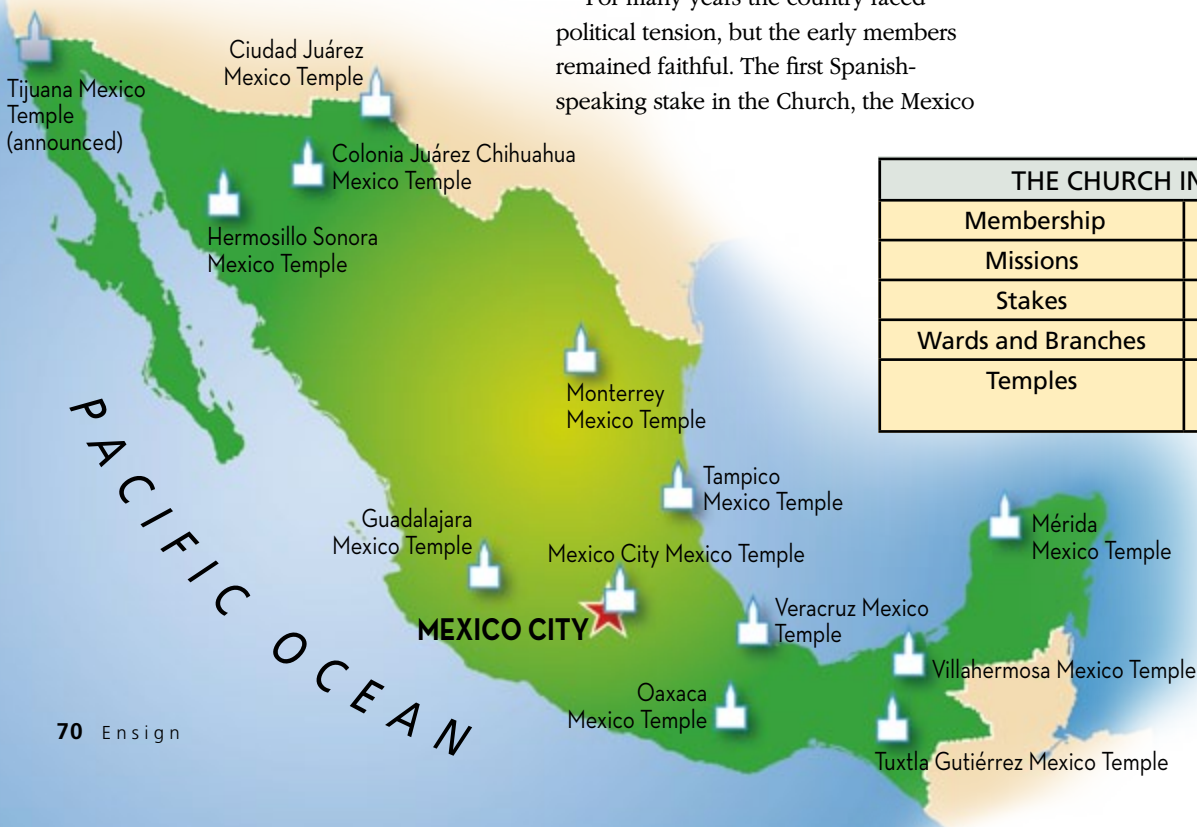 For many years the country faced
political tension, but the early members
remained faithful. The first Spanish-
speaking stake in the Church, the Mexico
THE CHURCH IN
Membership
Missions
Stakes
Wards and Branches
Temples
Tijuana Mexico
Temple
(announced)
Ciudad Juárez
Mexico Temple
Colonia Juárez Chihuahua
Mexico Temple
Hermosillo Sonora
Mexico Temple
Monterrey
Mexico Temple
Tampico
Mexico Temple
Guadalajara
Mexico Temple
Mexico City Mexico Temple
MEXICO CITY
Mérida
Mexico Temple
Veracruz Mexico
Temple
Villahermosa Mexico Temple
Oaxaca
Mexico Temple
Tuxtla Gutiérrez Mexico Temple
PACIFIC OCEAN
70 Ensign